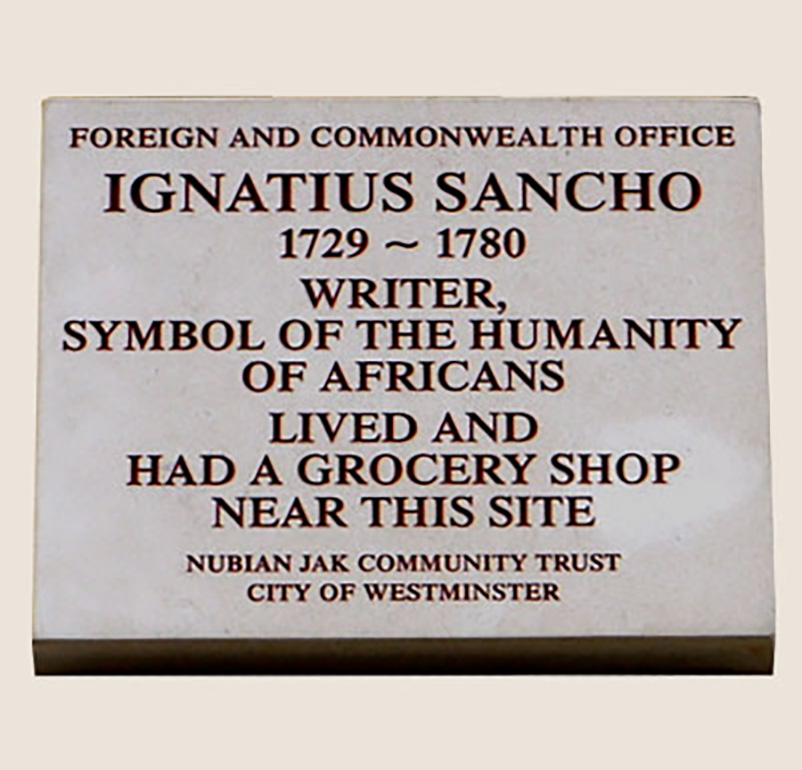 FOREIGN AND COMMONWEALTH OFFICE
IGNATIUS SANCHO
1729 ~ 1780
WRITER,
SYMBOL OF THE HUMANITY
OF AFRICANS
LIVED AND
HAD A GROCERY SHOP
NEAR THIS SITE
NUBIAN JAK COMMUNITY TRUST
CITY OF WESTMINSTER